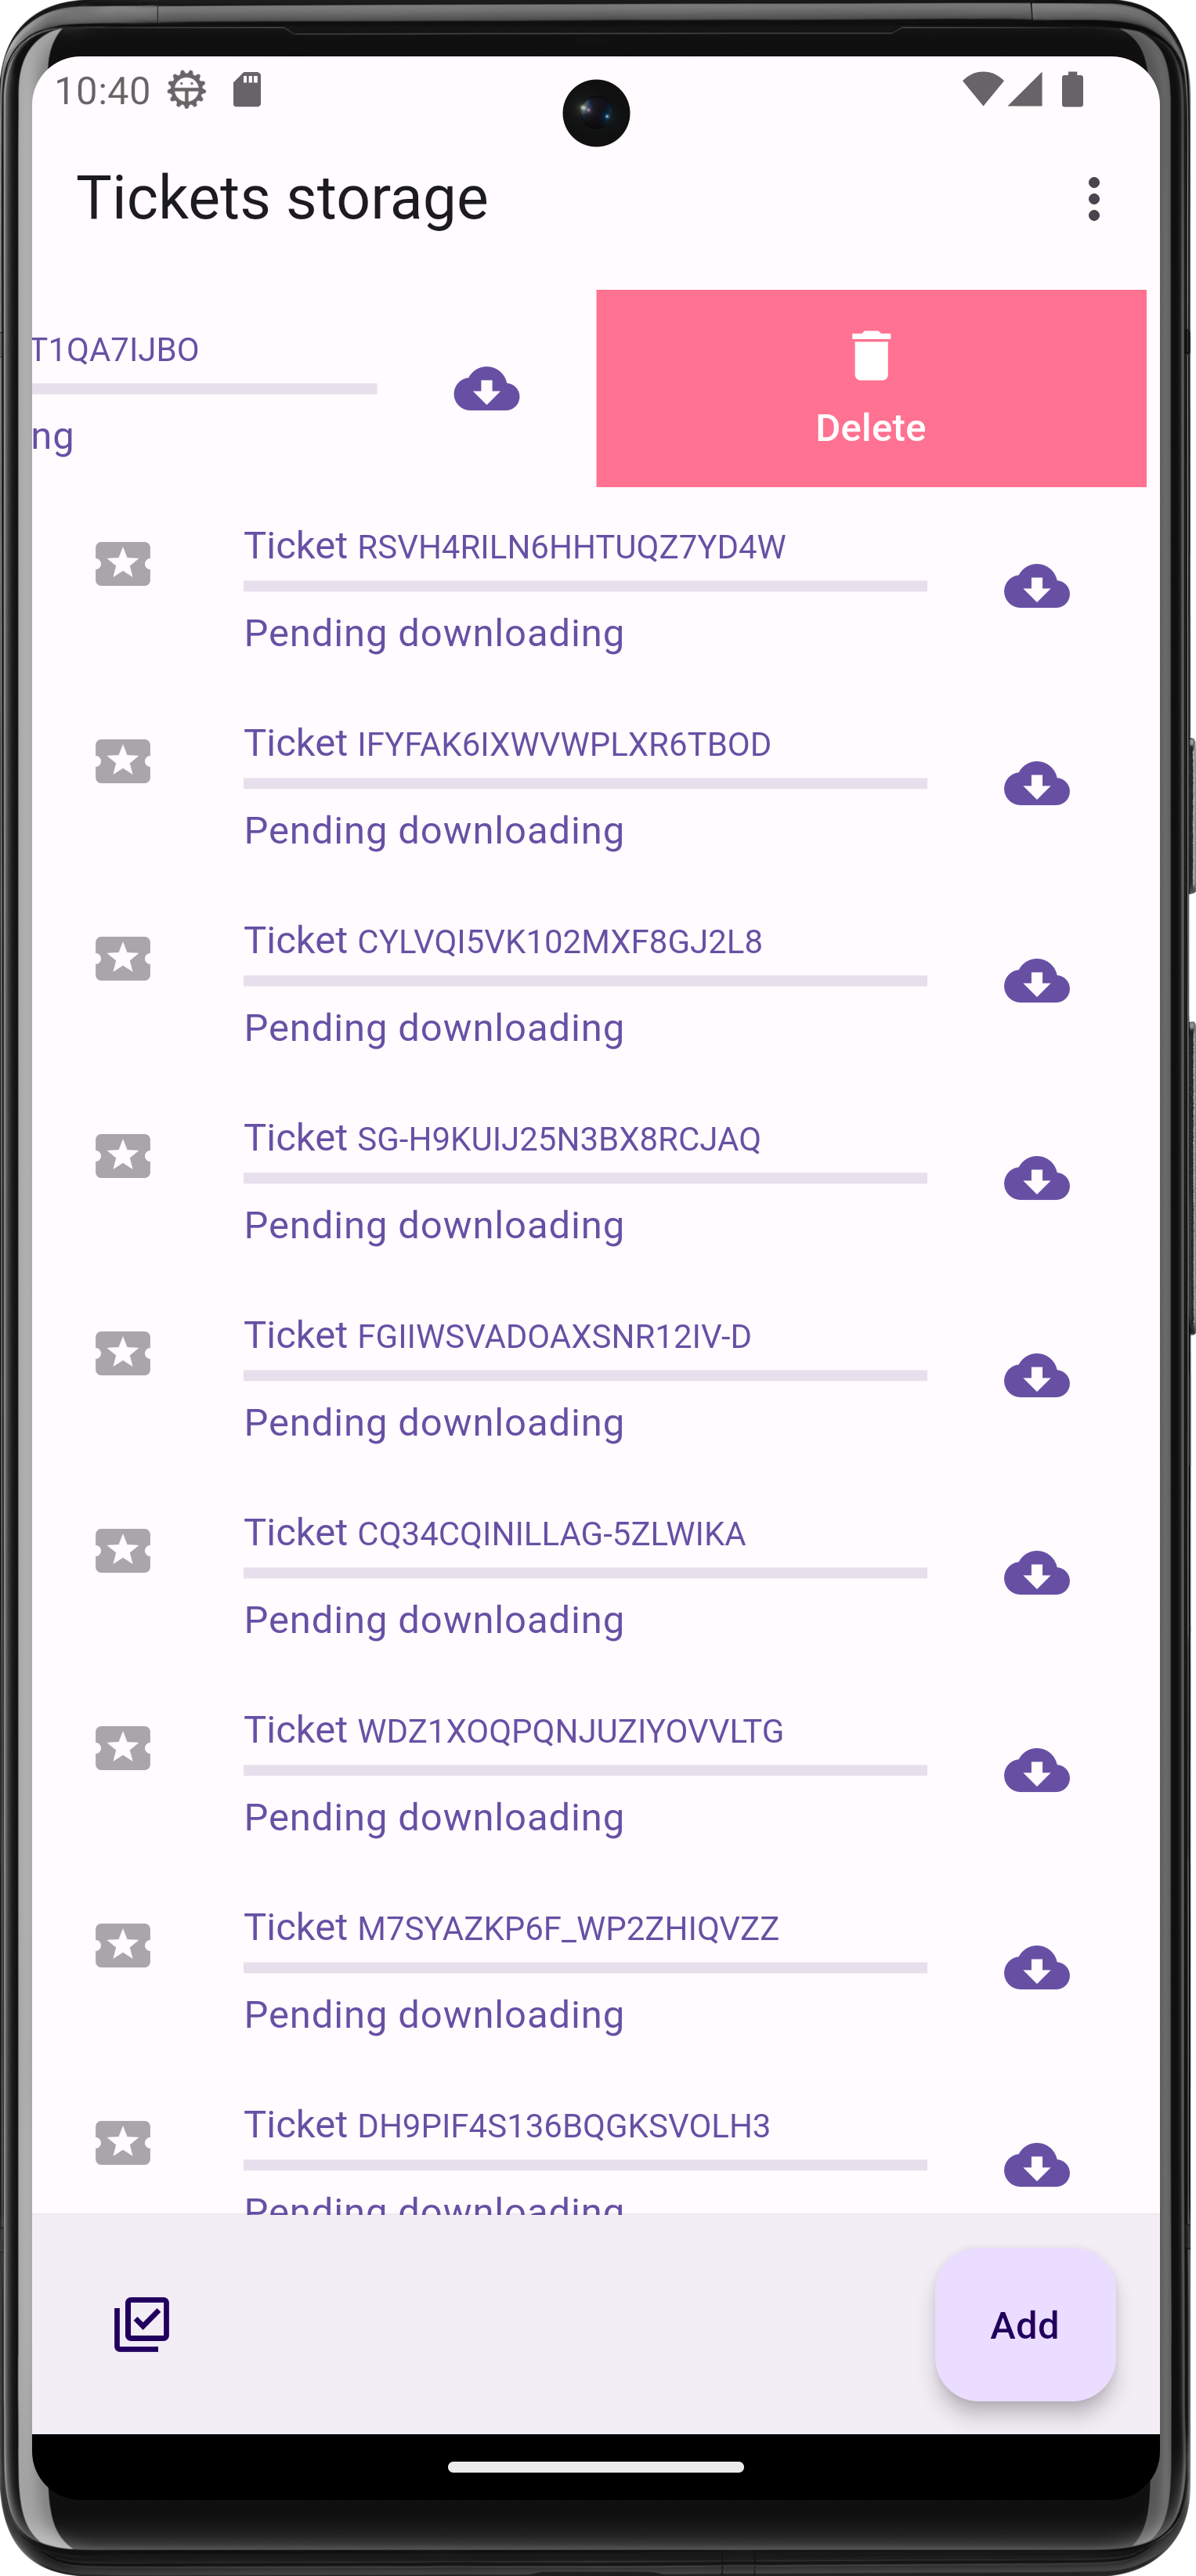 10:40
Tickets storage
T1QA7IJBO
ng
Delete
Ticket RSVH4RILN6HHTUQZ7YD4W
Pending downloading
Ticket IFYFAK6IXWVWPLXR6TBOD
Pending downloading
Ticket CYLVQI5VK102MXF8GJ2L8
Pending downloading
Ticket SG-H9KUIJ25N3BX8RCJAQ
Pending downloading
Ticket FGIIWSVADOAXSNR12IV-D
Pending downloading
Ticket CQ34CQINILLAG-5ZLWIKA
Pending downloading
Ticket WDZ1XOQPQNJUZIYOVVLTG
Pending downloading
Ticket M7SYAZKP6F_WP2ZHIQVZZ
Pending downloading
Ticket DH9PIF4S136BQGKSVOLH3
Pending downloading
Add